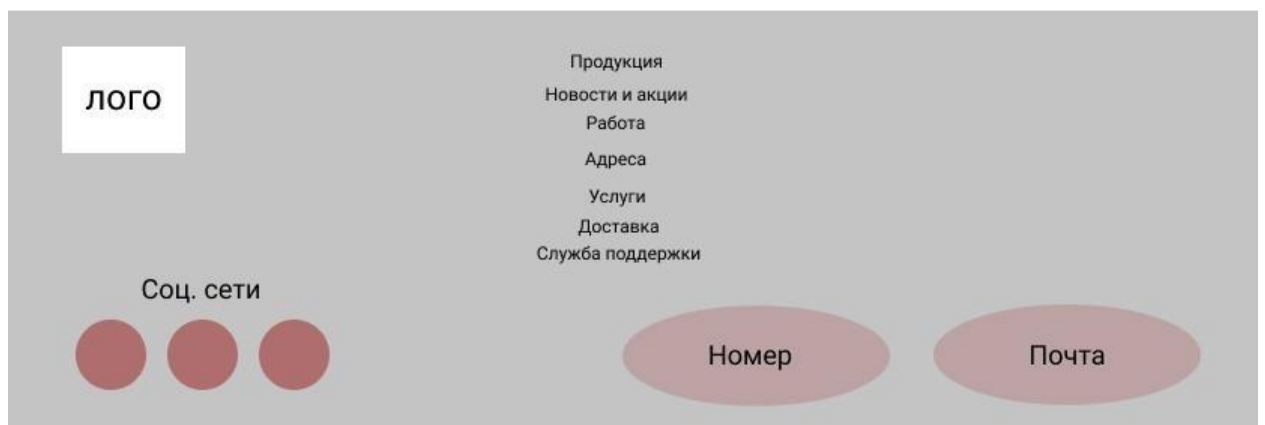 лого
Продукция
Новости и акции
Работа
Адреса
Услуги
Доставка
Служба поддержки
Соц. сети
Номер
Почта